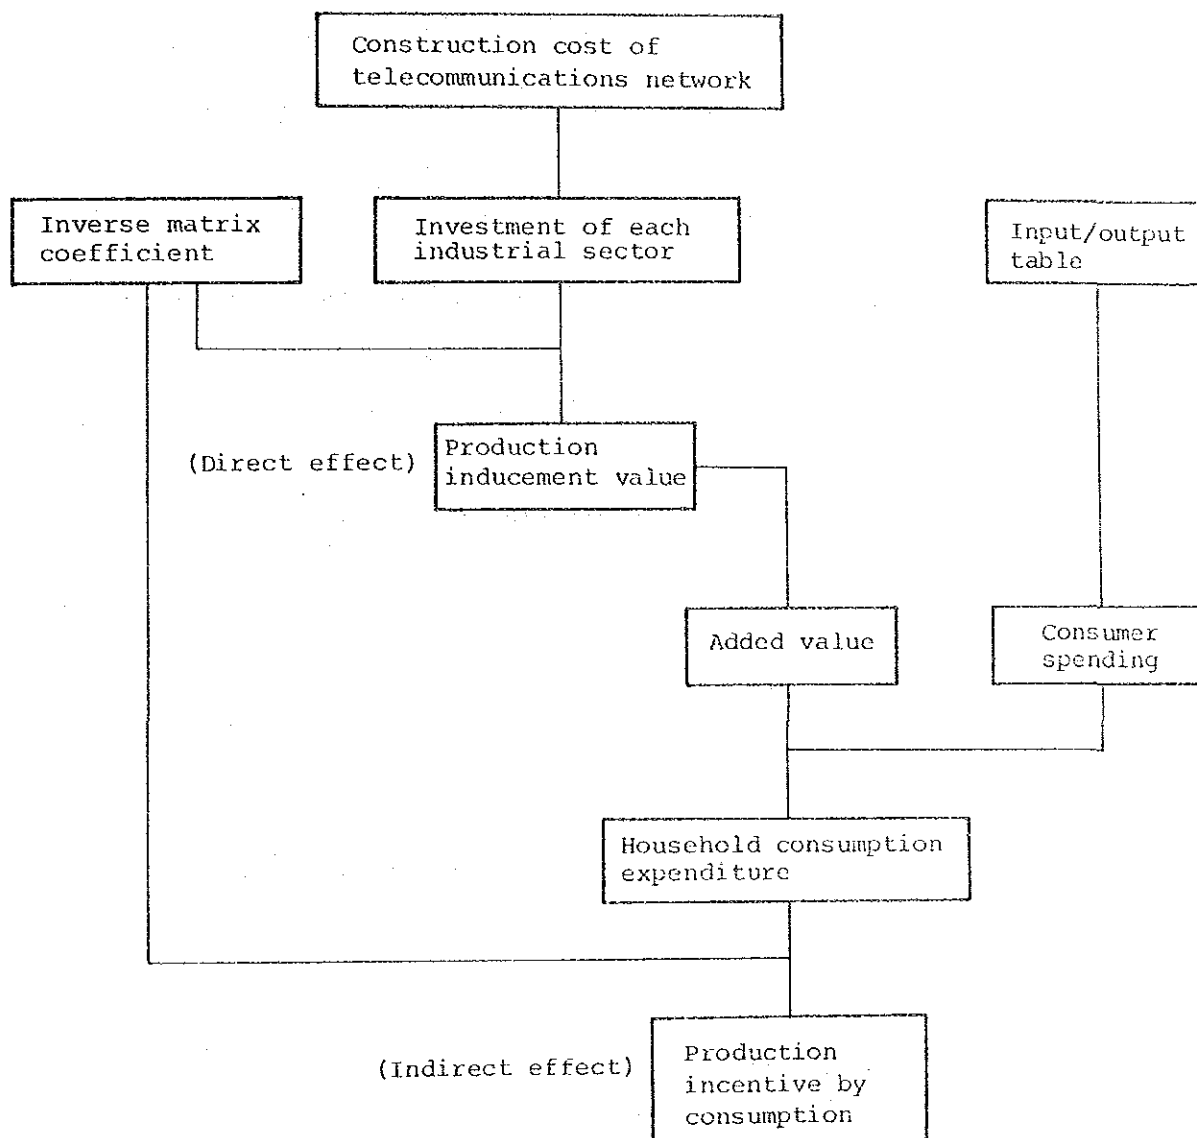 Construction cost of
telecommunications network
Inverse matrix
coefficient
Investment of each
industrial sector
Input/output
table
(Direct effect)
Production
inducement value
Added value
Consumer
spending
Household consumption
expenditure
(Indirect effect)
Production
incentive by
consumption